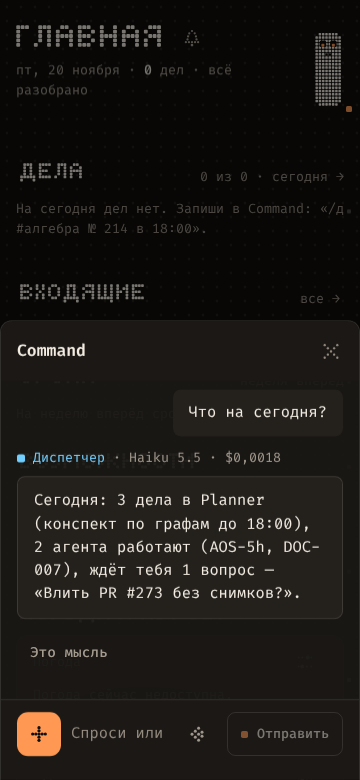 ГЛАВНАЯ
пт, 20 ноября · 0 дел · всё
разобрано
ДЕЛА
0 из 0 · сегодня →
На сегодня дел нет. Запиши в Command: «/д
#алгебра № 214 в 18:00».
ВХОДЯЩИЕ
все →
Command
Что на сегодня?
Диспетчер · Haiku 5.5 · $0,0018
Сегодня: 3 дела в Planner
(конспект по графам до 18:00),
2 агента работают (AOS-5h, DOC-
007), ждёт тебя 1 вопрос —
«Влить PR #273 без снимков?».
Это мысль
Спроси или
Отправить